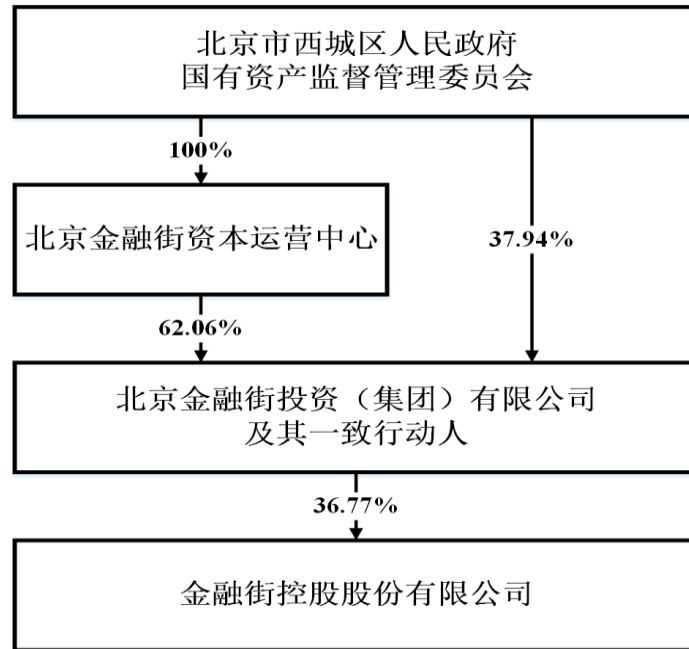 北京市西城区人民政府
国有资产监督管理委员会
100%
北京金融街资本运营中心
37.94%
62.06%
北京金融街投资（集团）有限公司
及其一致行动人
36.77%
金融街控股股份有限公司